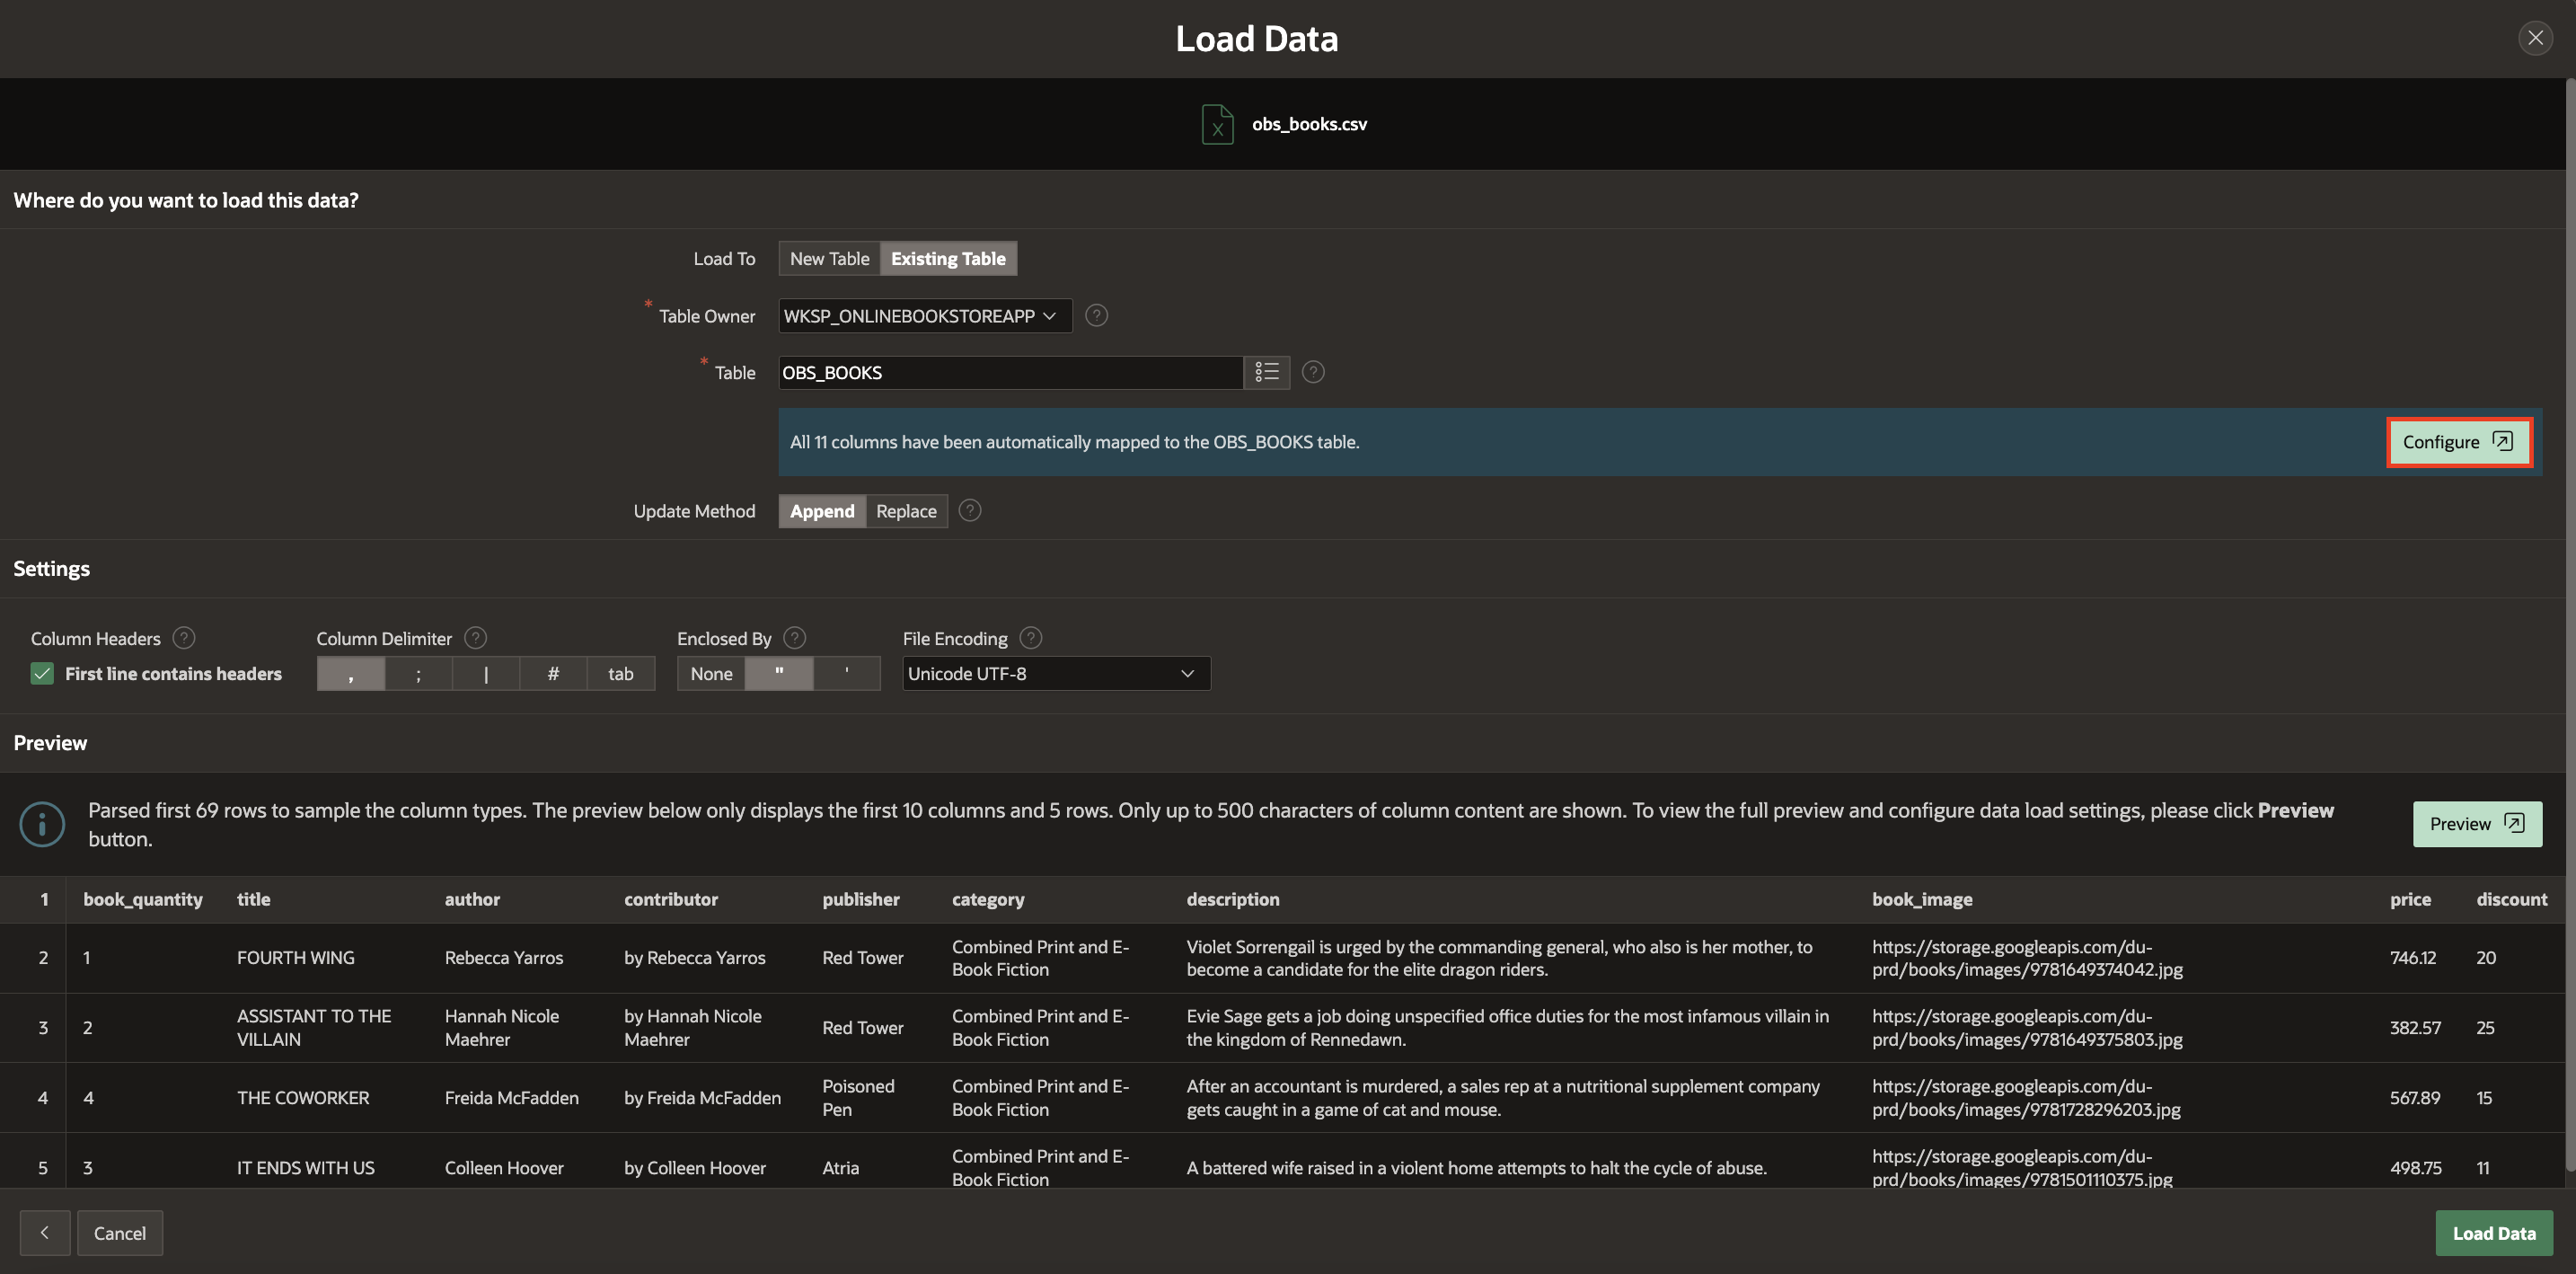 Load Data
X
obs_books.csv
Where do you want to load this data?
Load To New Table Existing Table
* Table Owner WKSP_ONLINEBOOKSTOREAPP ?
* Table OBS_BOOKS ?
All 11 columns have been automatically mapped to the OBS_BOOKS table. Configure
Update Method Append Replace ?
Settings
Column Headers ? Column Delimiter ? Enclosed By ? File Encoding ?
First line contains headers , ; | # tab None " ' Unicode UTF-8
Preview
Parsed first 69 rows to sample the column types. The preview below only displays the first 10 columns and 5 rows. Only up to 500 characters of column content are shown. To view the full preview and configure data load settings, please click Preview
button.
Preview
1 book_quantity title author contributor publisher category description book_image price discount
2 1 FOURTH WING Rebecca Yarros by Rebecca Yarros Red Tower Combined Print and E-
Book Fiction Violet Sorrengail is urged by the commanding general, who also is her mother, to
become a candidate for the elite dragon riders. https://storage.googleapis.com/du-
prd/books/images/9781649374042.jpg 746.12 20
3 2 ASSISTANT TO THE
VILLAIN Hannah Nicole
Maehrer by Hannah Nicole
Maehrer Red Tower Combined Print and E-
Book Fiction Evie Sage gets a job doing unspecified office duties for the most infamous villain in
the kingdom of Rennedawn. https://storage.googleapis.com/du-
prd/books/images/9781649375803.jpg 382.57 25
4 4 THE COWORKER Freida McFadden by Freida McFadden Poisoned
Pen Combined Print and E-
Book Fiction After an accountant is murdered, a sales rep at a nutritional supplement company
gets caught in a game of cat and mouse. https://storage.googleapis.com/du-
prd/books/images/9781728296203.jpg 567.89 15
5 3 IT ENDS WITH US Colleen Hoover by Colleen Hoover Atria Combined Print and E-
Book Fiction A battered wife raised in a violent home attempts to halt the cycle of abuse. https://storage.googleapis.com/du-
prd/books/images/9781501110375.jpg 498.75 11
Cancel Load Data